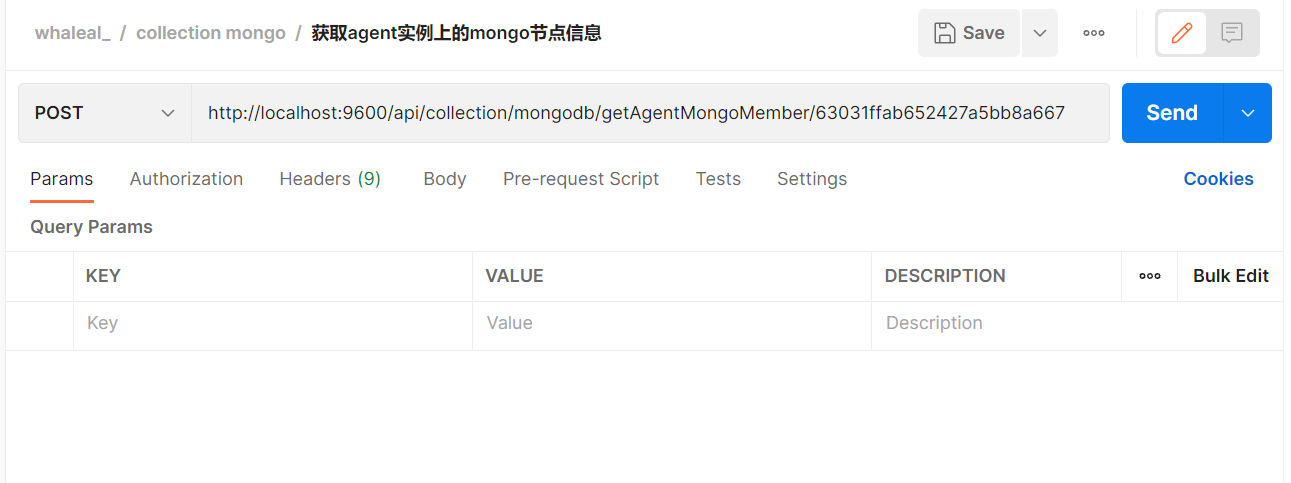 whaleal_ / collection mongo / 获取agent实例上的mongo节点信息 Save
POST http://localhost:9600/api/collection/mongodb/getAgentMongoMember/63031ffab652427a5bb8a667 Send
Params Authorization Headers (9) Body Pre-request Script Tests Settings Cookies
Query Params
KEY VALUE DESCRIPTION Bulk Edit
Key Value Description